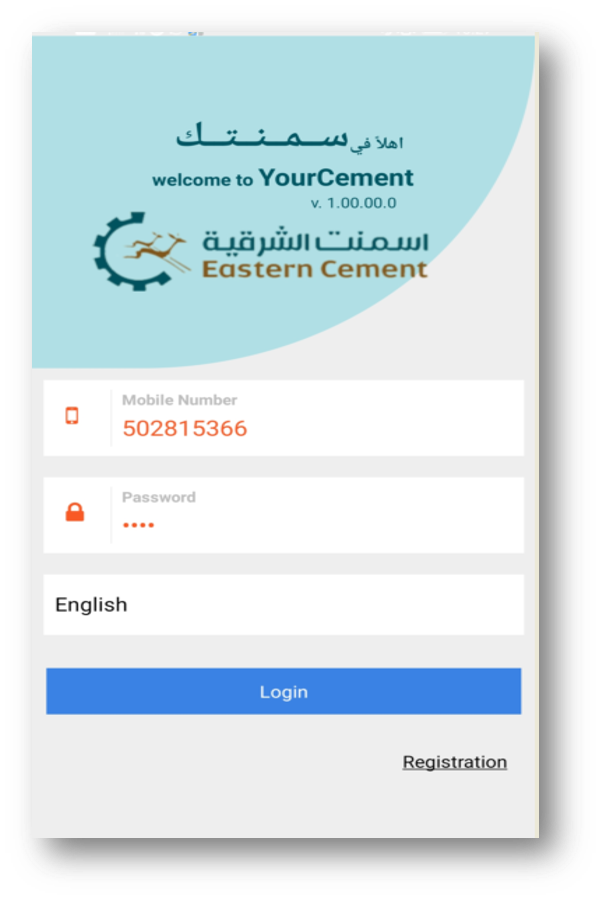 اهلاً في سمنتك
welcome to YourCement
v. 1.00.00.0
اسمنت الشرقية
Eastern Cement
Mobile Number
502815366
Password
••••
English
Login
Registration